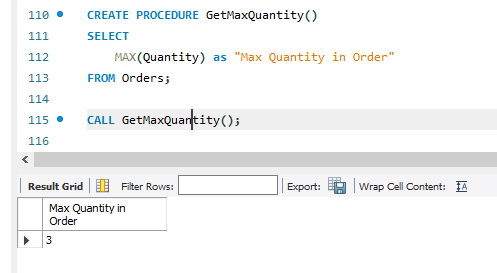 110 CREATE PROCEDURE GetMaxQuantity()
111 SELECT
112 MAX(Quantity) as "Max Quantity in Order"
113 FROM Orders;
114
115 CALL GetMaxQuantity();
116
Result Grid Filter Rows: Export: Wrap Cell Content: IA
Max Quantity in
Order
3